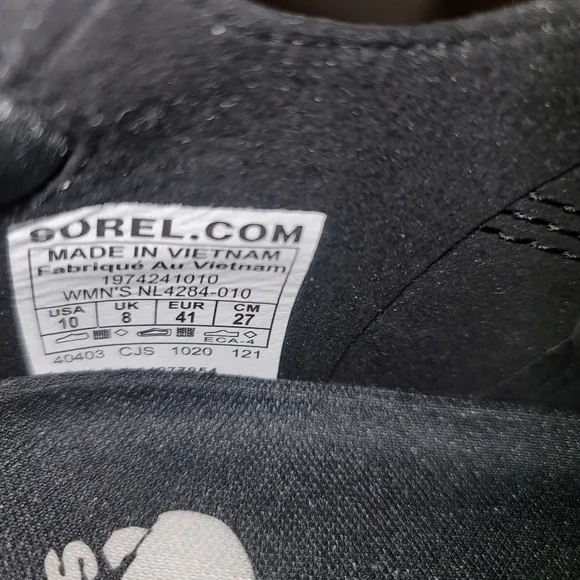 SOREL.COM
MADE IN VIETNAM
Fabriqué Au Vietnam
1974241010
WMN'S NL4284-010
USA UK EUR CM
10 8 41 27
ECA-4
40403 CJS 1020 121
S